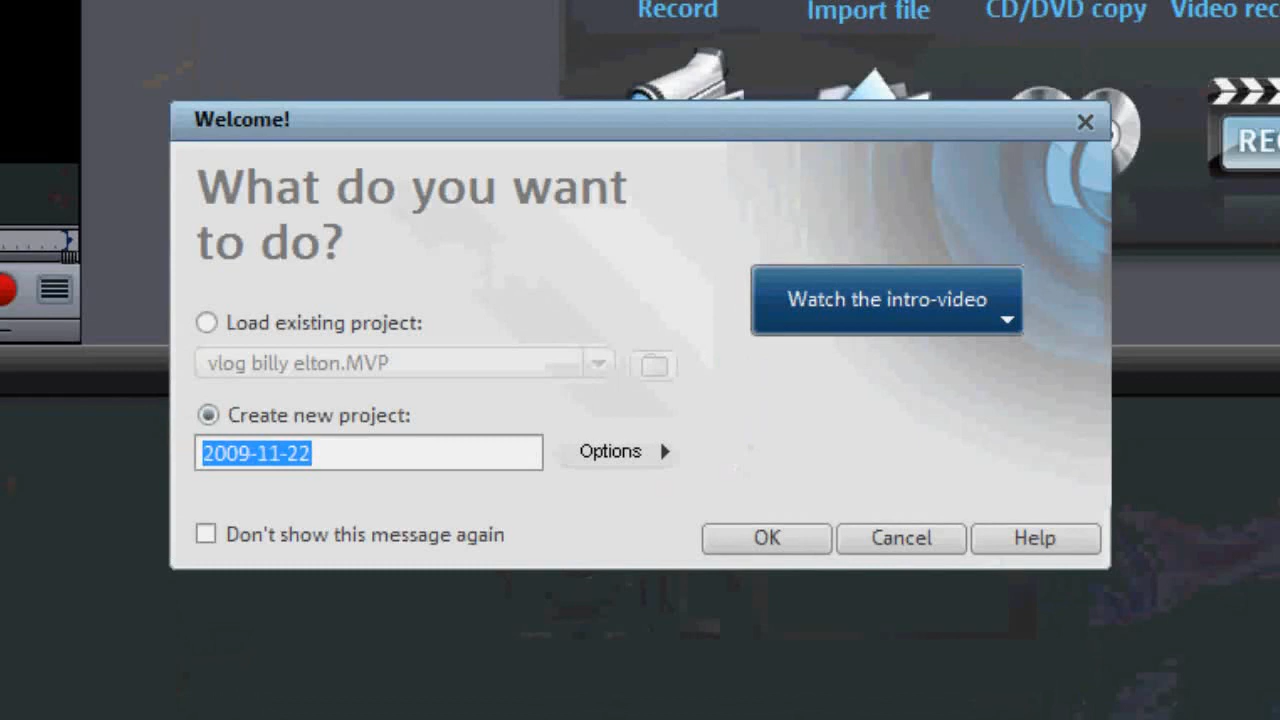 Record
Import file
CD/DVD copy
Video rec
REC
Welcome!
What do you want
to do?
Watch the intro-video
Load existing project:
vlog billy elton.MVP
Create new project:
2009-11-22
Options
Don't show this message again
OK
Cancel
Help